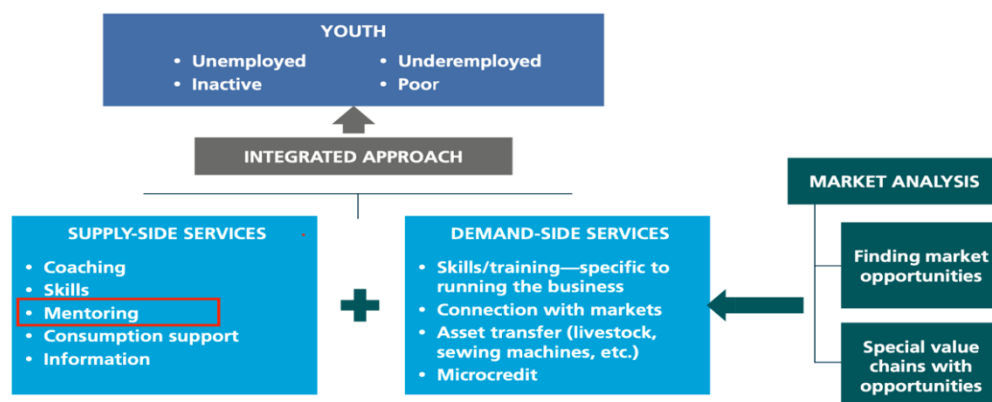 YOUTH
• Unemployed
• Inactive
• Underemployed
• Poor
INTEGRATED APPROACH
SUPPLY-SIDE SERVICES
• Coaching
• Skills
• Mentoring
• Consumption support
• Information
DEMAND-SIDE SERVICES
• Skills/training—specific to
running the business
• Connection with markets
• Asset transfer (livestock,
sewing machines, etc.)
• Microcredit
MARKET ANALYSIS
Finding market
opportunities
Special value
chains with
opportunities